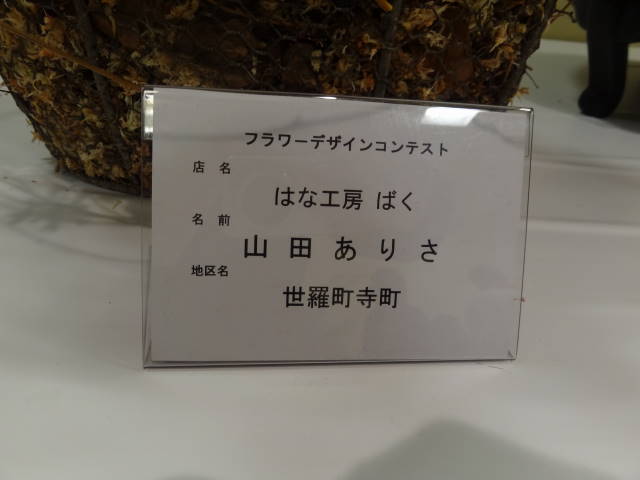 フラワーデザインコンテスト
店 名
はな工房 ばく
名 前
山 田 あ り さ
地区名
世羅町寺町